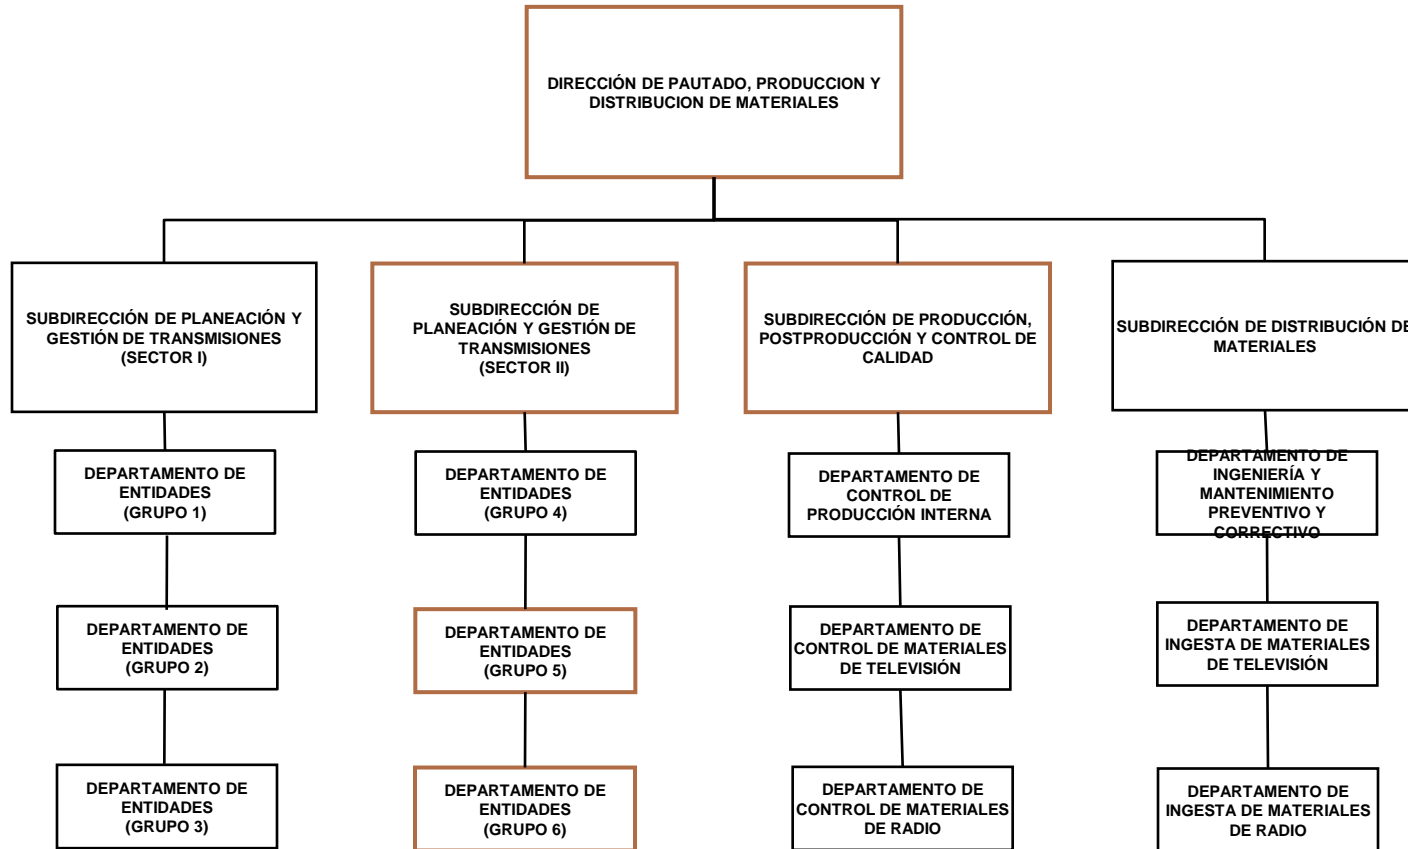 DIRECCIÓN DE PAUTADO, PRODUCCION Y
DISTRIBUCION DE MATERIALES
SUBDIRECCIÓN DE PLANEACIÓN Y
GESTIÓN DE TRANSMISIONES
(SECTOR I)
SUBDIRECCIÓN DE
PLANEACIÓN Y GESTIÓN DE
TRANSMISIONES
(SECTOR II)
SUBDIRECCIÓN DE PRODUCCIÓN,
POSTPRODUCCIÓN Y CONTROL DE
CALIDAD
SUBDIRECCIÓN DE DISTRIBUCIÓN DE
MATERIALES
DEPARTAMENTO DE
ENTIDADES
(GRUPO 1)
DEPARTAMENTO DE
ENTIDADES
(GRUPO 4)
DEPARTAMENTO DE
CONTROL DE
PRODUCCIÓN INTERNA
DEPARTAMENTO DE
INGENIERÍA Y
MANTENIMIENTO
PREVENTIVO Y
CORRECTIVO
DEPARTAMENTO DE
ENTIDADES
(GRUPO 2)
DEPARTAMENTO DE
ENTIDADES
(GRUPO 5)
DEPARTAMENTO DE
CONTROL DE MATERIALES
DE TELEVISIÓN
DEPARTAMENTO DE
INGESTA DE MATERIALES
DE TELEVISIÓN
DEPARTAMENTO DE
ENTIDADES
(GRUPO 3)
DEPARTAMENTO DE
ENTIDADES
(GRUPO 6)
DEPARTAMENTO DE
CONTROL DE MATERIALES
DE RADIO
DEPARTAMENTO DE
INGESTA DE MATERIALES
DE RADIO